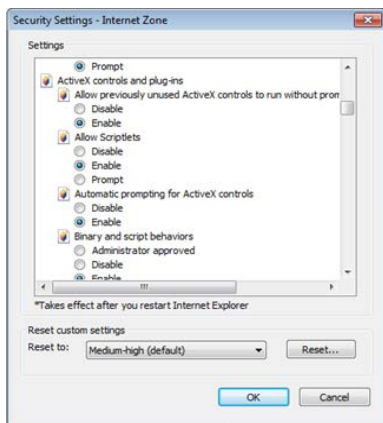 Security Settings - Internet Zone
Settings
Prompt
ActiveX controls and plug-ins
Allow previously unused ActiveX controls to run without prom
Disable
Enable
Allow Scriptlets
Disable
Enable
Prompt
Automatic prompting for ActiveX controls
Disable
Enable
Binary and script behaviors
Administrator approved
Disable
Enable
*Takes effect after you restart Internet Explorer
Reset custom settings
Reset to: Medium-high (default) Reset...
OK Cancel